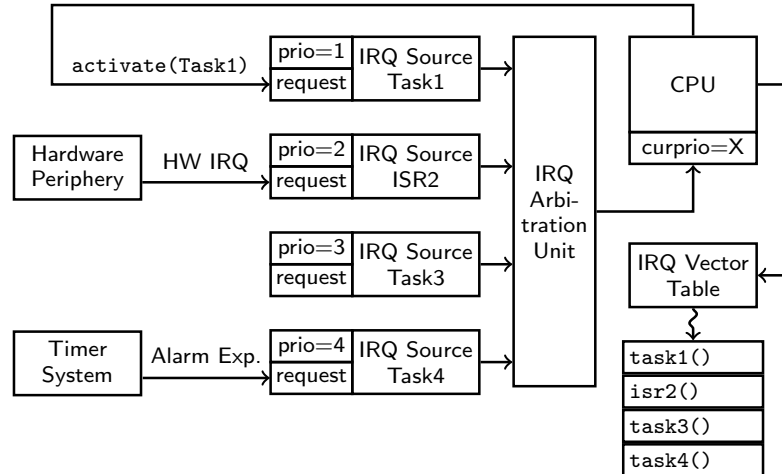 activate(Task1)
prio=1
request
IRQ Source
Task1
Hardware
Periphery
HW IRQ
prio=2
request
IRQ Source
ISR2
prio=3
request
IRQ Source
Task3
Timer
System
Alarm Exp.
prio=4
request
IRQ Source
Task4
IRQ
Arbi-
tration
Unit
CPU
curprio=X
IRQ Vector
Table
task1()
isr2()
task3()
task4()